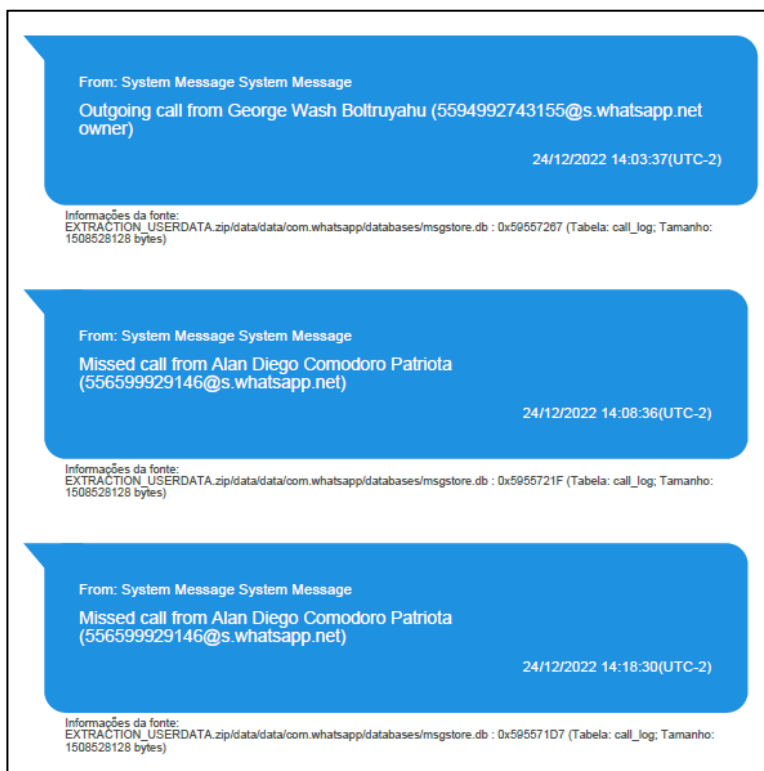 From: System Message System Message
Outgoing call from George Wash Boltruyahu (5594992743155@s.whatsapp.net
owner)
24/12/2022 14:03:37(UTC-2)
Informações da fonte:
EXTRACTION_USERDATA.zip/data/data/com.whatsapp/databases/msgstore.db : 0x59557267 (Tabela: call_log; Tamanho:
1508528128 bytes)
From: System Message System Message
Missed call from Alan Diego Comodoro Patriota
(556599929146@s.whatsapp.net)
24/12/2022 14:08:36(UTC-2)
Informações da fonte:
EXTRACTION_USERDATA.zip/data/data/com.whatsapp/databases/msgstore.db : 0x5955721F (Tabela: call_log; Tamanho:
1508528128 bytes)
From: System Message System Message
Missed call from Alan Diego Comodoro Patriota
(556599929146@s.whatsapp.net)
24/12/2022 14:18:30(UTC-2)
Informações da fonte:
EXTRACTION_USERDATA.zip/data/data/com.whatsapp/databases/msgstore.db : 0x595571D7 (Tabela: call_log; Tamanho:
1508528128 bytes)